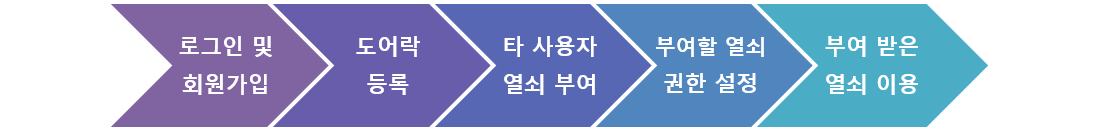 로그인 및
회원가입
도어락
등록
타 사용자
열쇠 부여
부여할 열쇠
권한 설정
부여 받은
열쇠 이용